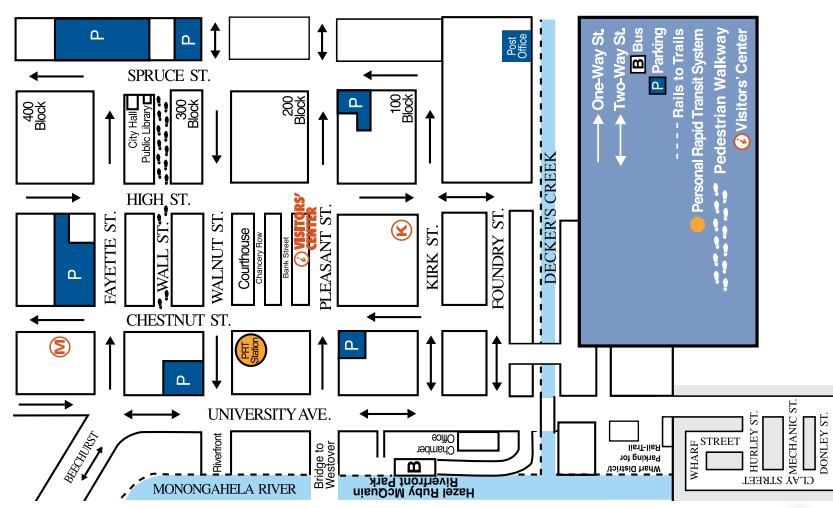 P
P
Post
Office
SPRUCE ST.
400
Block
City Hall
Public Library
300
Block
200
Block
P
100
Block
HIGH ST.
P
FAYETTE ST.
WALL ST.
WALNUT ST.
Courthouse
Chancery Row
Bank Street
i VISITORS'
CENTER
PLEASANT ST.
K
KIRK ST.
FOUNDRY ST.
DECKER'S CREEK
CHESTNUT ST.
M
P
PRT
Station
P
UNIVERSITY AVE.
BEECHURST
Riverfront
Bridge to
Westover
Chamber
Office
B
MONONGAHELA RIVER
Hazel Ruby McQuain
Riverfront Park
One-Way St.
Two-Way St.
B Bus
P Parking
Rails to Trails
Personal Rapid Transit System
Pedestrian Walkway
i Visitors' Center
Wharf District
Parking for
Rail-Trail
WHARF
STREET
HURLEY ST.
MECHANIC ST.
DONLEY ST.
CLAY STREET